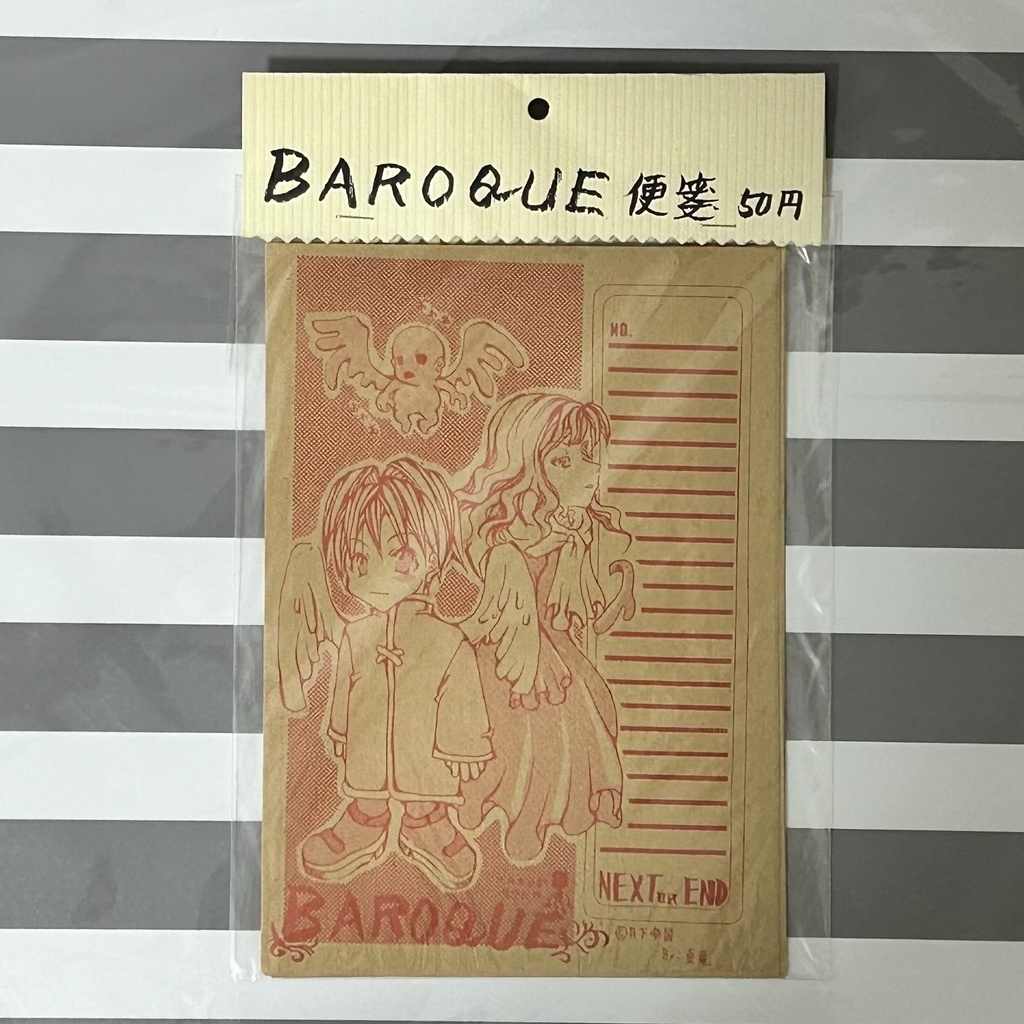 BAROQUE 便箋 50円
NO.
NEXT OR END
BAROQUE